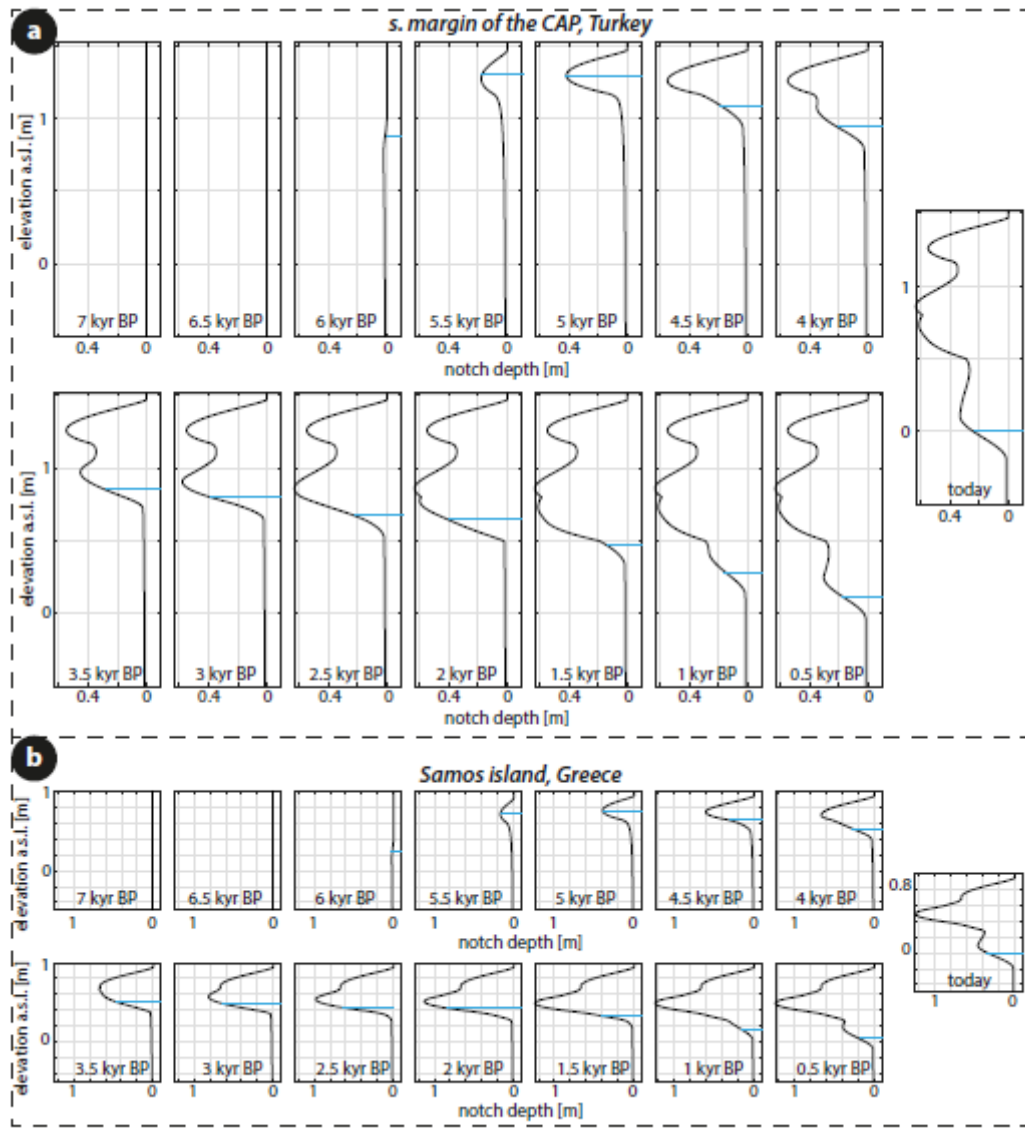 a
s. margin of the CAP, Turkey
elevation a.s.l. [m]
1
0
7 kyr BP 6.5 kyr BP 6 kyr BP 5.5 kyr BP 5 kyr BP 4.5 kyr BP 4 kyr BP
0.4 0 0.4 0 0.4 0 0.4 0 0.4 0 0.4 0 0.4 0
notch depth [m]
1
0
today
0.4 0
elevation a.s.l. [m]
1
0
3.5 kyr BP 3 kyr BP 2.5 kyr BP 2 kyr BP 1.5 kyr BP 1 kyr BP 0.5 kyr BP
0.4 0 0.4 0 0.4 0 0.4 0 0.4 0 0.4 0 0.4 0
notch depth [m]
b
Samos island, Greece
elevation a.s.l. [m]
1
0
7 kyr BP 6.5 kyr BP 6 kyr BP 5.5 kyr BP 5 kyr BP 4.5 kyr BP 4 kyr BP
1 0 1 0 1 0 1 0 1 0 1 0 1 0
notch depth [m]
0.8
0
today
1 0
elevation a.s.l. [m]
1
0
3.5 kyr BP 3 kyr BP 2.5 kyr BP 2 kyr BP 1.5 kyr BP 1 kyr BP 0.5 kyr BP
1 0 1 0 1 0 1 0 1 0 1 0 1 0
notch depth [m]